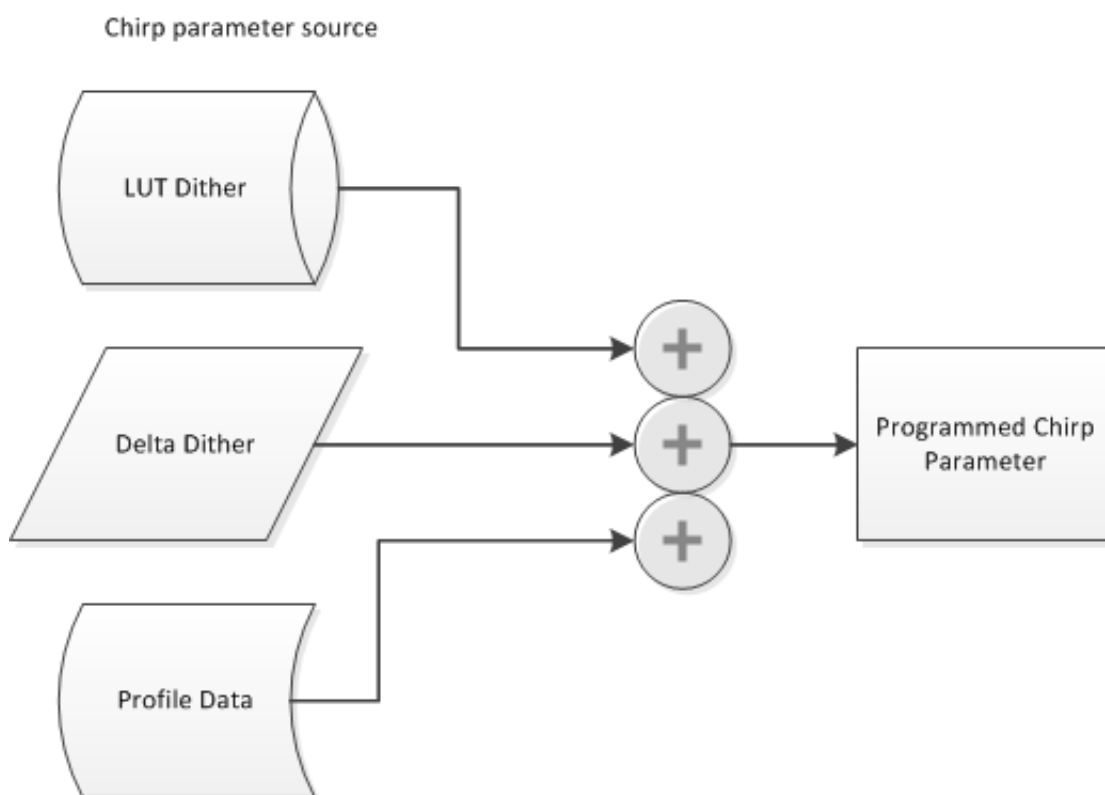 Chirp parameter source
LUT Dither
Delta Dither
Programmed Chirp
Parameter
Profile Data